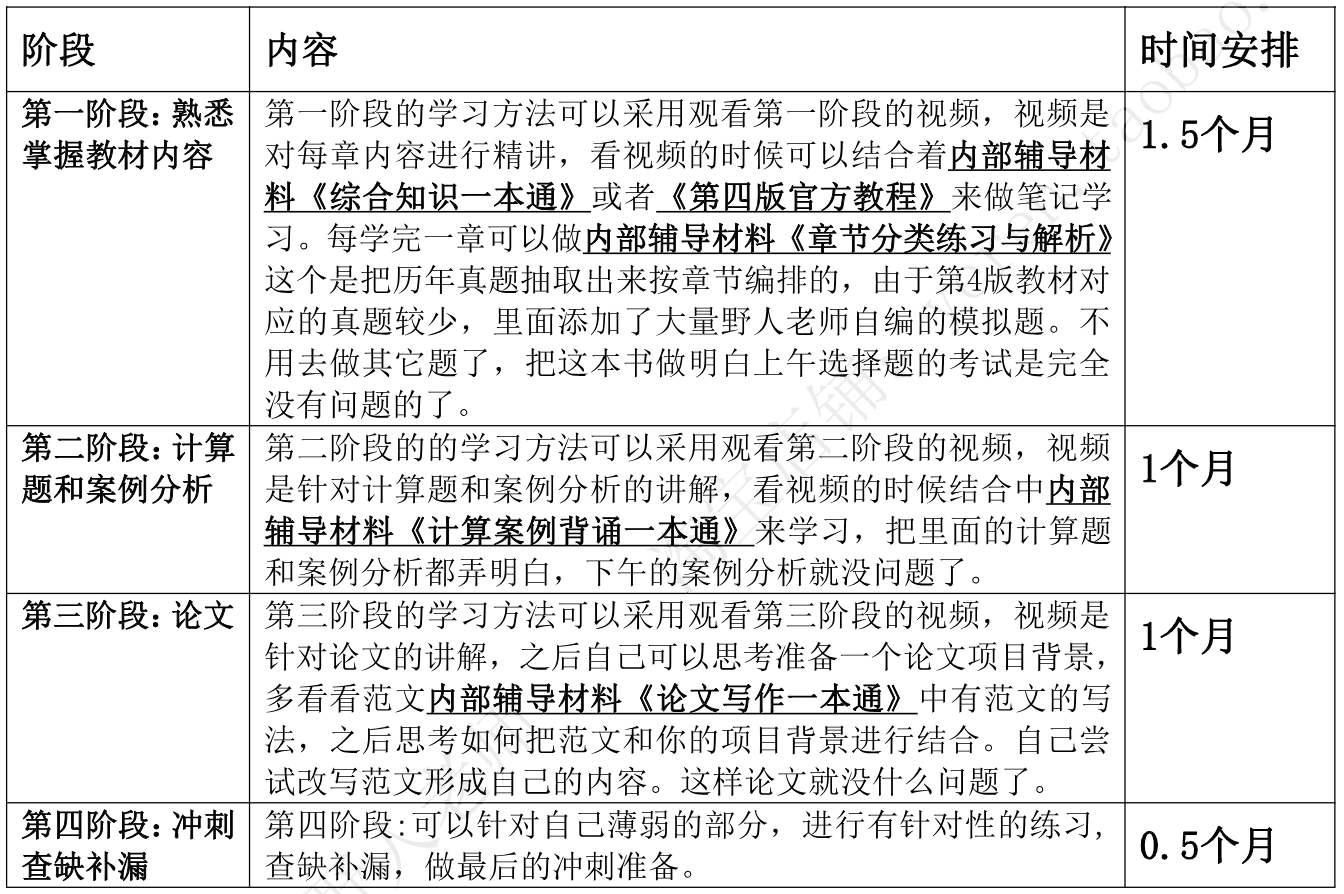 阶段 内容 时间安排
第一阶段：熟悉掌握教材内容
第一阶段的学习方法可以采用观看第一阶段的视频，视频是
对每章内容进行精讲，看视频的时候可以结合着内部辅导材
料《综合知识一本通》或者《第四版官方教程》来做笔记学
习。每学完一章可以做内部辅导材料《章节分类练习与解析》
这个是把历年真题抽取出来按章节编排的，由于第4版教材对
应的真题较少，里面添加了大量野人老师自编的模拟题。不
用去做其它题了，把这本书做明白上午选择题的考试是完全
没有问题的了。
1.5个月
第二阶段：计算
题和案例分析
第二阶段的的学习方法可以采用观看第二阶段的视频，视频
是针对计算题和案例分析的讲解，看视频的时候结合中内部
辅导材料《计算案例背诵一本通》来学习，把里面的计算题
和案例分析都弄明白，下午的案例分析就没问题了。
1个月
第三阶段：论文
第三阶段的学习方法可以采用观看第三阶段的视频，视频是
针对论文的讲解，之后自己可以思考准备一个论文项目背景，
多看看范文内部辅导材料《论文写作一本通》中有范文的写
法，之后思考如何把范文和你的项目背景进行结合。自己尝
试改写范文形成自己的内容。这样论文就没什么问题了。
1个月
第四阶段：冲刺
查缺补漏
第四阶段:可以针对自己薄弱的部分，进行有针对性的练习，
查缺补漏，做最后的冲刺准备。
0.5个月
野人老师 淘宝店铺